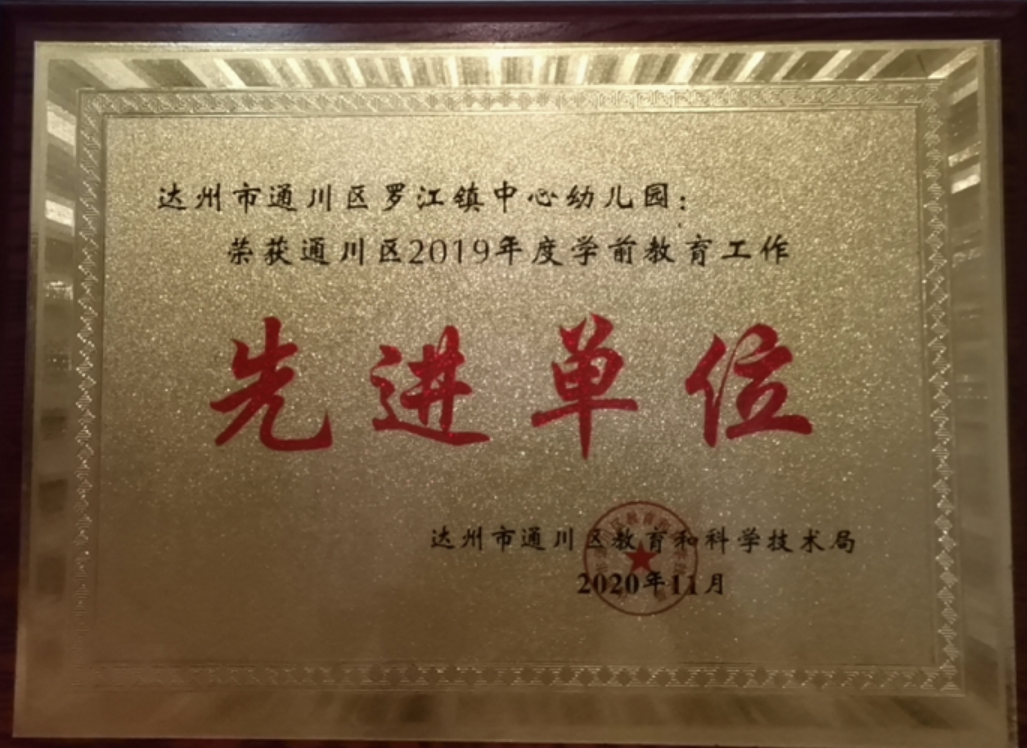 达州市通川区罗江镇中心幼儿园：
荣获通川区2019年度学前教育工作
先进单位
达州市通川区教育和科学技术局
2020年11月